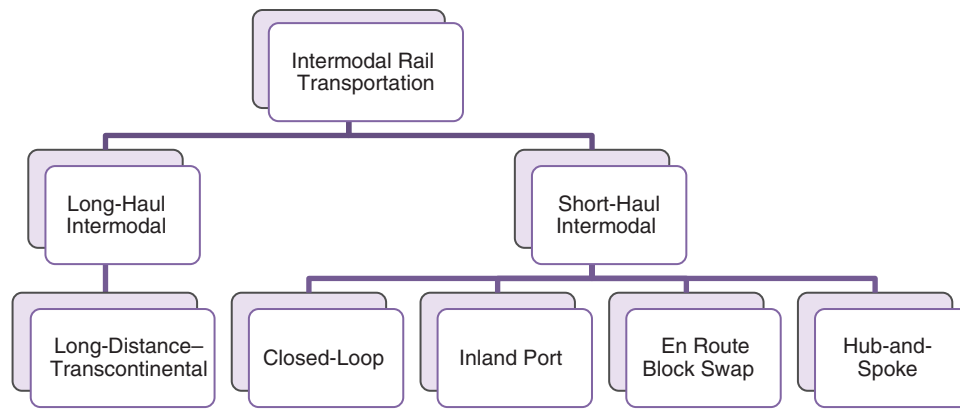 Intermodal Rail
Transportation
Long-Haul
Intermodal
Short-Haul
Intermodal
Long-Distance–
Transcontinental
Closed-Loop
Inland Port
En Route
Block Swap
Hub-and-
Spoke